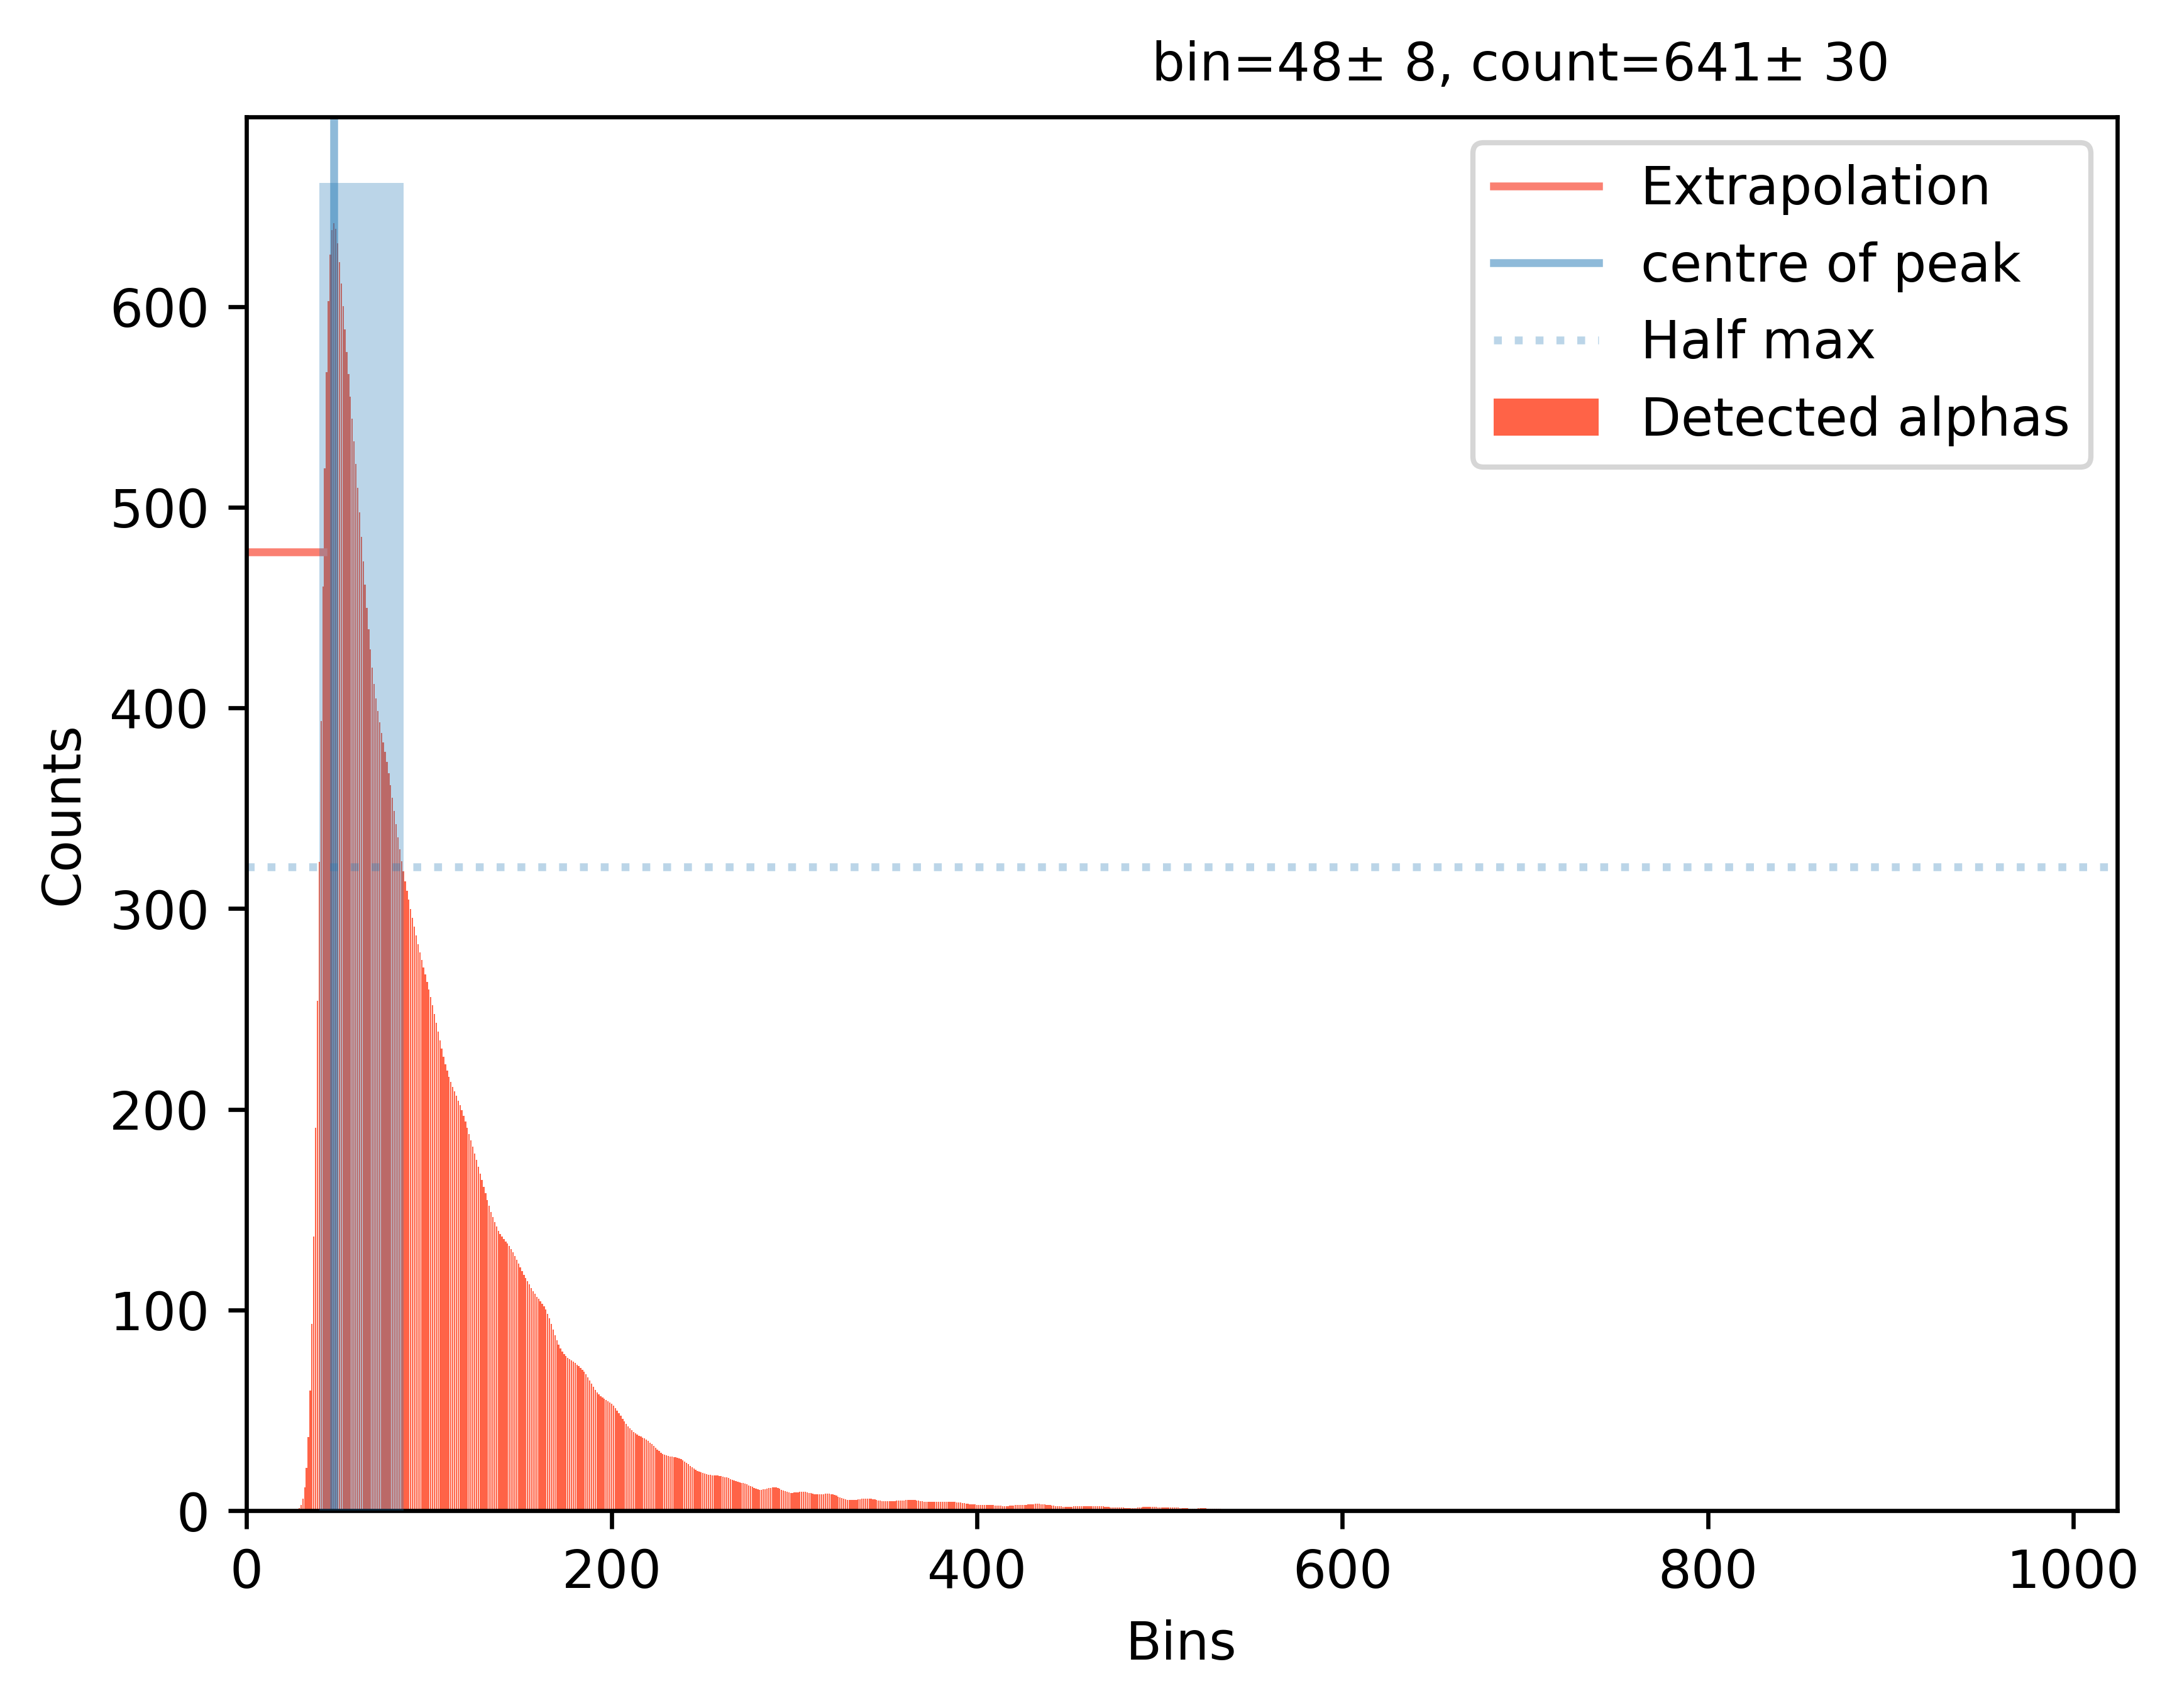 bin=48± 8, count=641± 30
Extrapolation
centre of peak
Half max
Detected alphas
Counts
600
500
400
300
200
100
0
0 200 400 600 800 1000
Bins